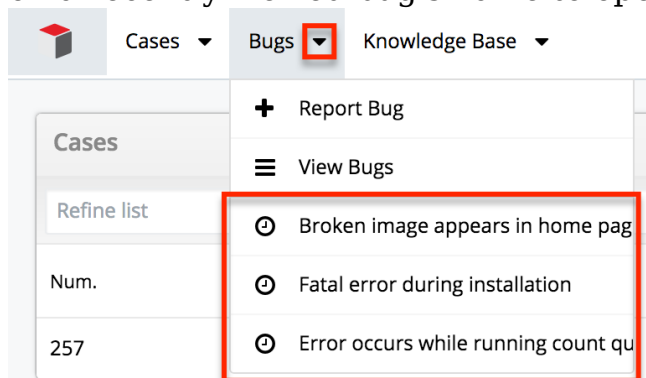 Cases Bugs Knowledge Base
Report Bug
Cases
View Bugs
Refine list
Broken image appears in home pag
Num.
Fatal error during installation
257
Error occurs while running count qu